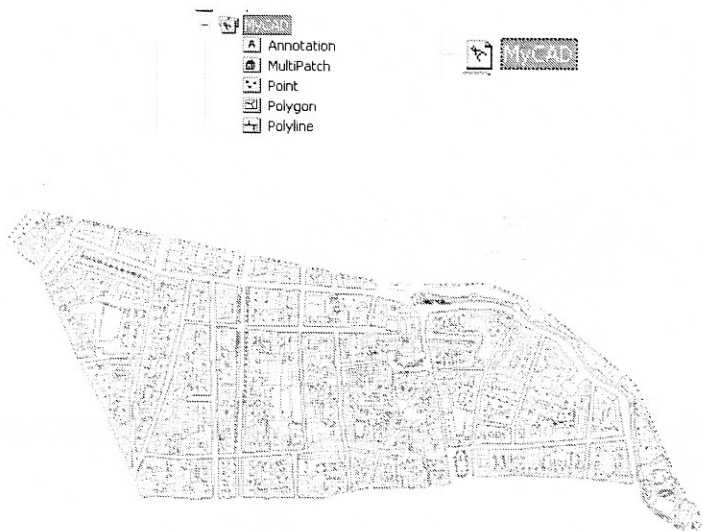 MyCAD
Annotation
MultiPatch
Point
Polygon
Polyline
MyCAD